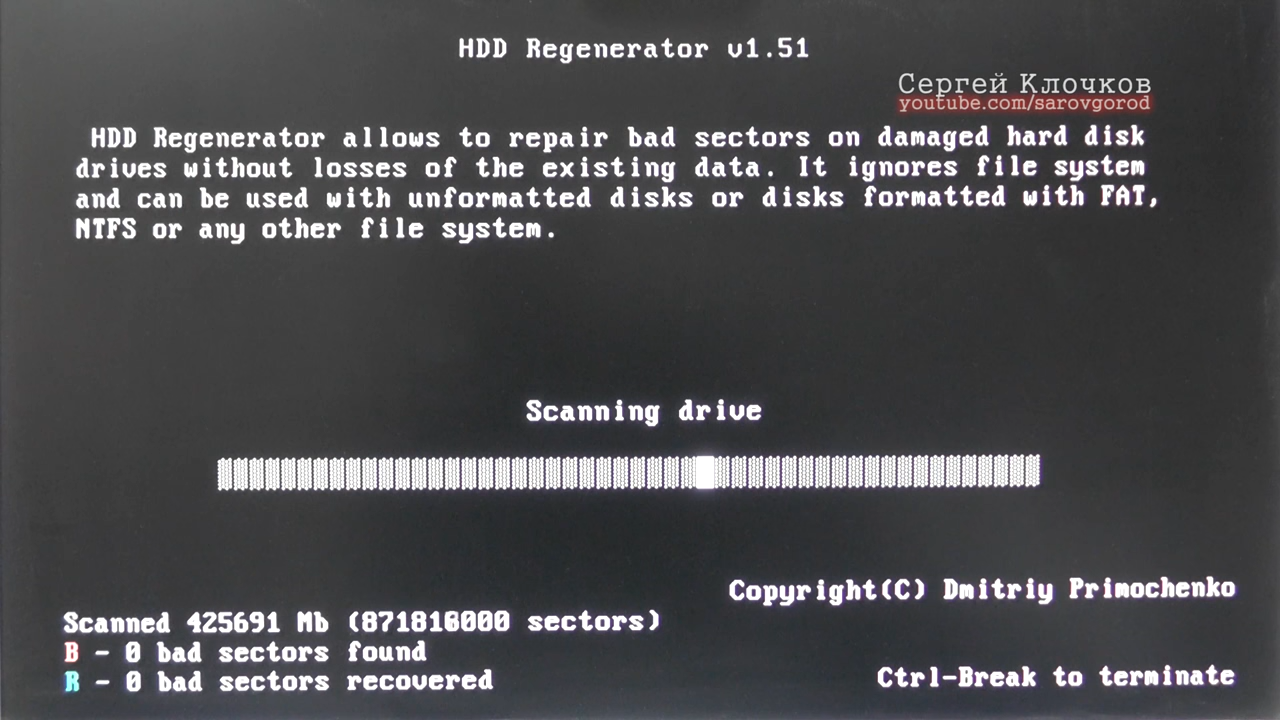 HDD Regenerator v1.51
Сергей Клочков
youtube.com/sarovgorod
HDD Regenerator allows to repair bad sectors on damaged hard disk
drives without losses of the existing data. It ignores file system
and can be used with unformatted disks or disks formatted with FAT,
NTFS or any other file system.
Scanning drive
Copyright(C) Dmitriy Primochenko
Scanned 425691 Mb (871816000 sectors)
B - 0 bad sectors found
R - 0 bad sectors recovered
Ctrl-Break to terminate